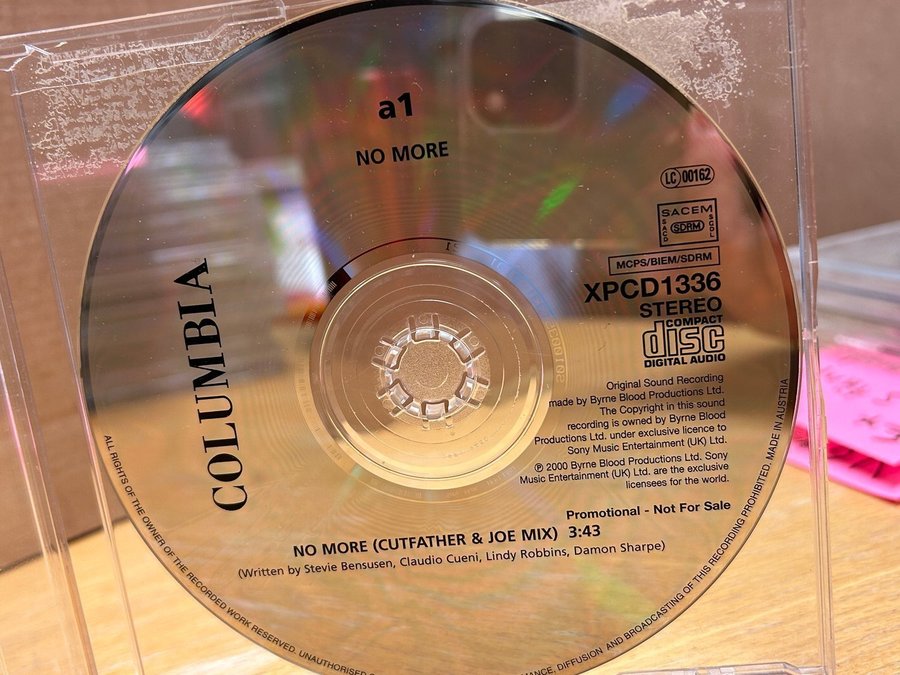 a1
NO MORE
LC 00162
SACEM
SACD SDRM SGDL
MCPS/BIEM/SDRM
XPCD1336
STEREO
COMPACT
disc
DIGITAL AUDIO
COLUMBIA
Original Sound Recording
made by Byrne Blood Productions Ltd.
The Copyright in this sound
recording is owned by Byrne Blood
Productions Ltd. under exclusive licence to
Sony Music Entertainment (UK) Ltd.
℗ 2000 Byrne Blood Productions Ltd. Sony
Music Entertainment (UK) Ltd. are the exclusive
licensees for the world.
Promotional - Not For Sale
NO MORE (CUTFATHER & JOE MIX) 3:43
(Written by Stevie Bensusen, Claudio Cueni, Lindy Robbins, Damon Sharpe)
ALL RIGHTS OF THE OWNER OF THE RECORDED WORK RESERVED. UNAUTHORISED
DIFFUSION AND BROADCASTING OF THIS RECORDING PROHIBITED. MADE IN AUSTRIA